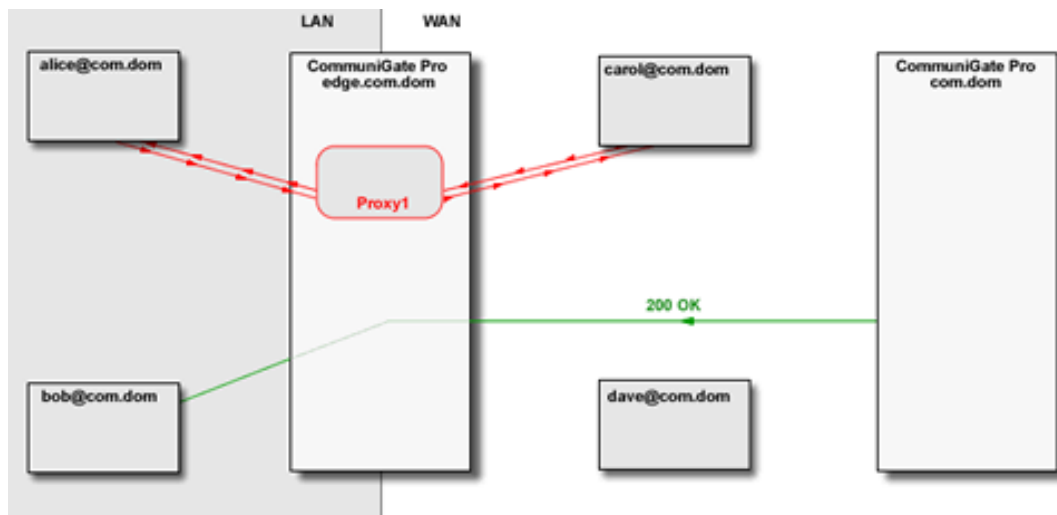 LAN
WAN
alice@com.dom
CommuniGate Pro
edge.com.dom
carol@com.dom
CommuniGate Pro
com.dom
Proxy1
200 OK
bob@com.dom
dave@com.dom